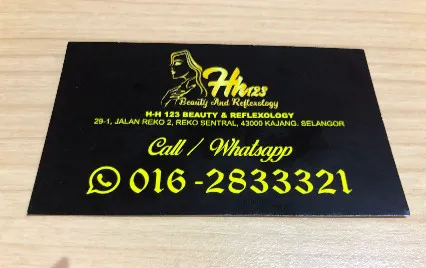 Hh123
Beauty And Reflexology
H-H 123 BEAUTY & REFLEXOLOGY
29-1, JALAN REKO 2, REKO SENTRAL, 43000 KAJANG. SELANGOR
Call / Whatsapp
016-2833321